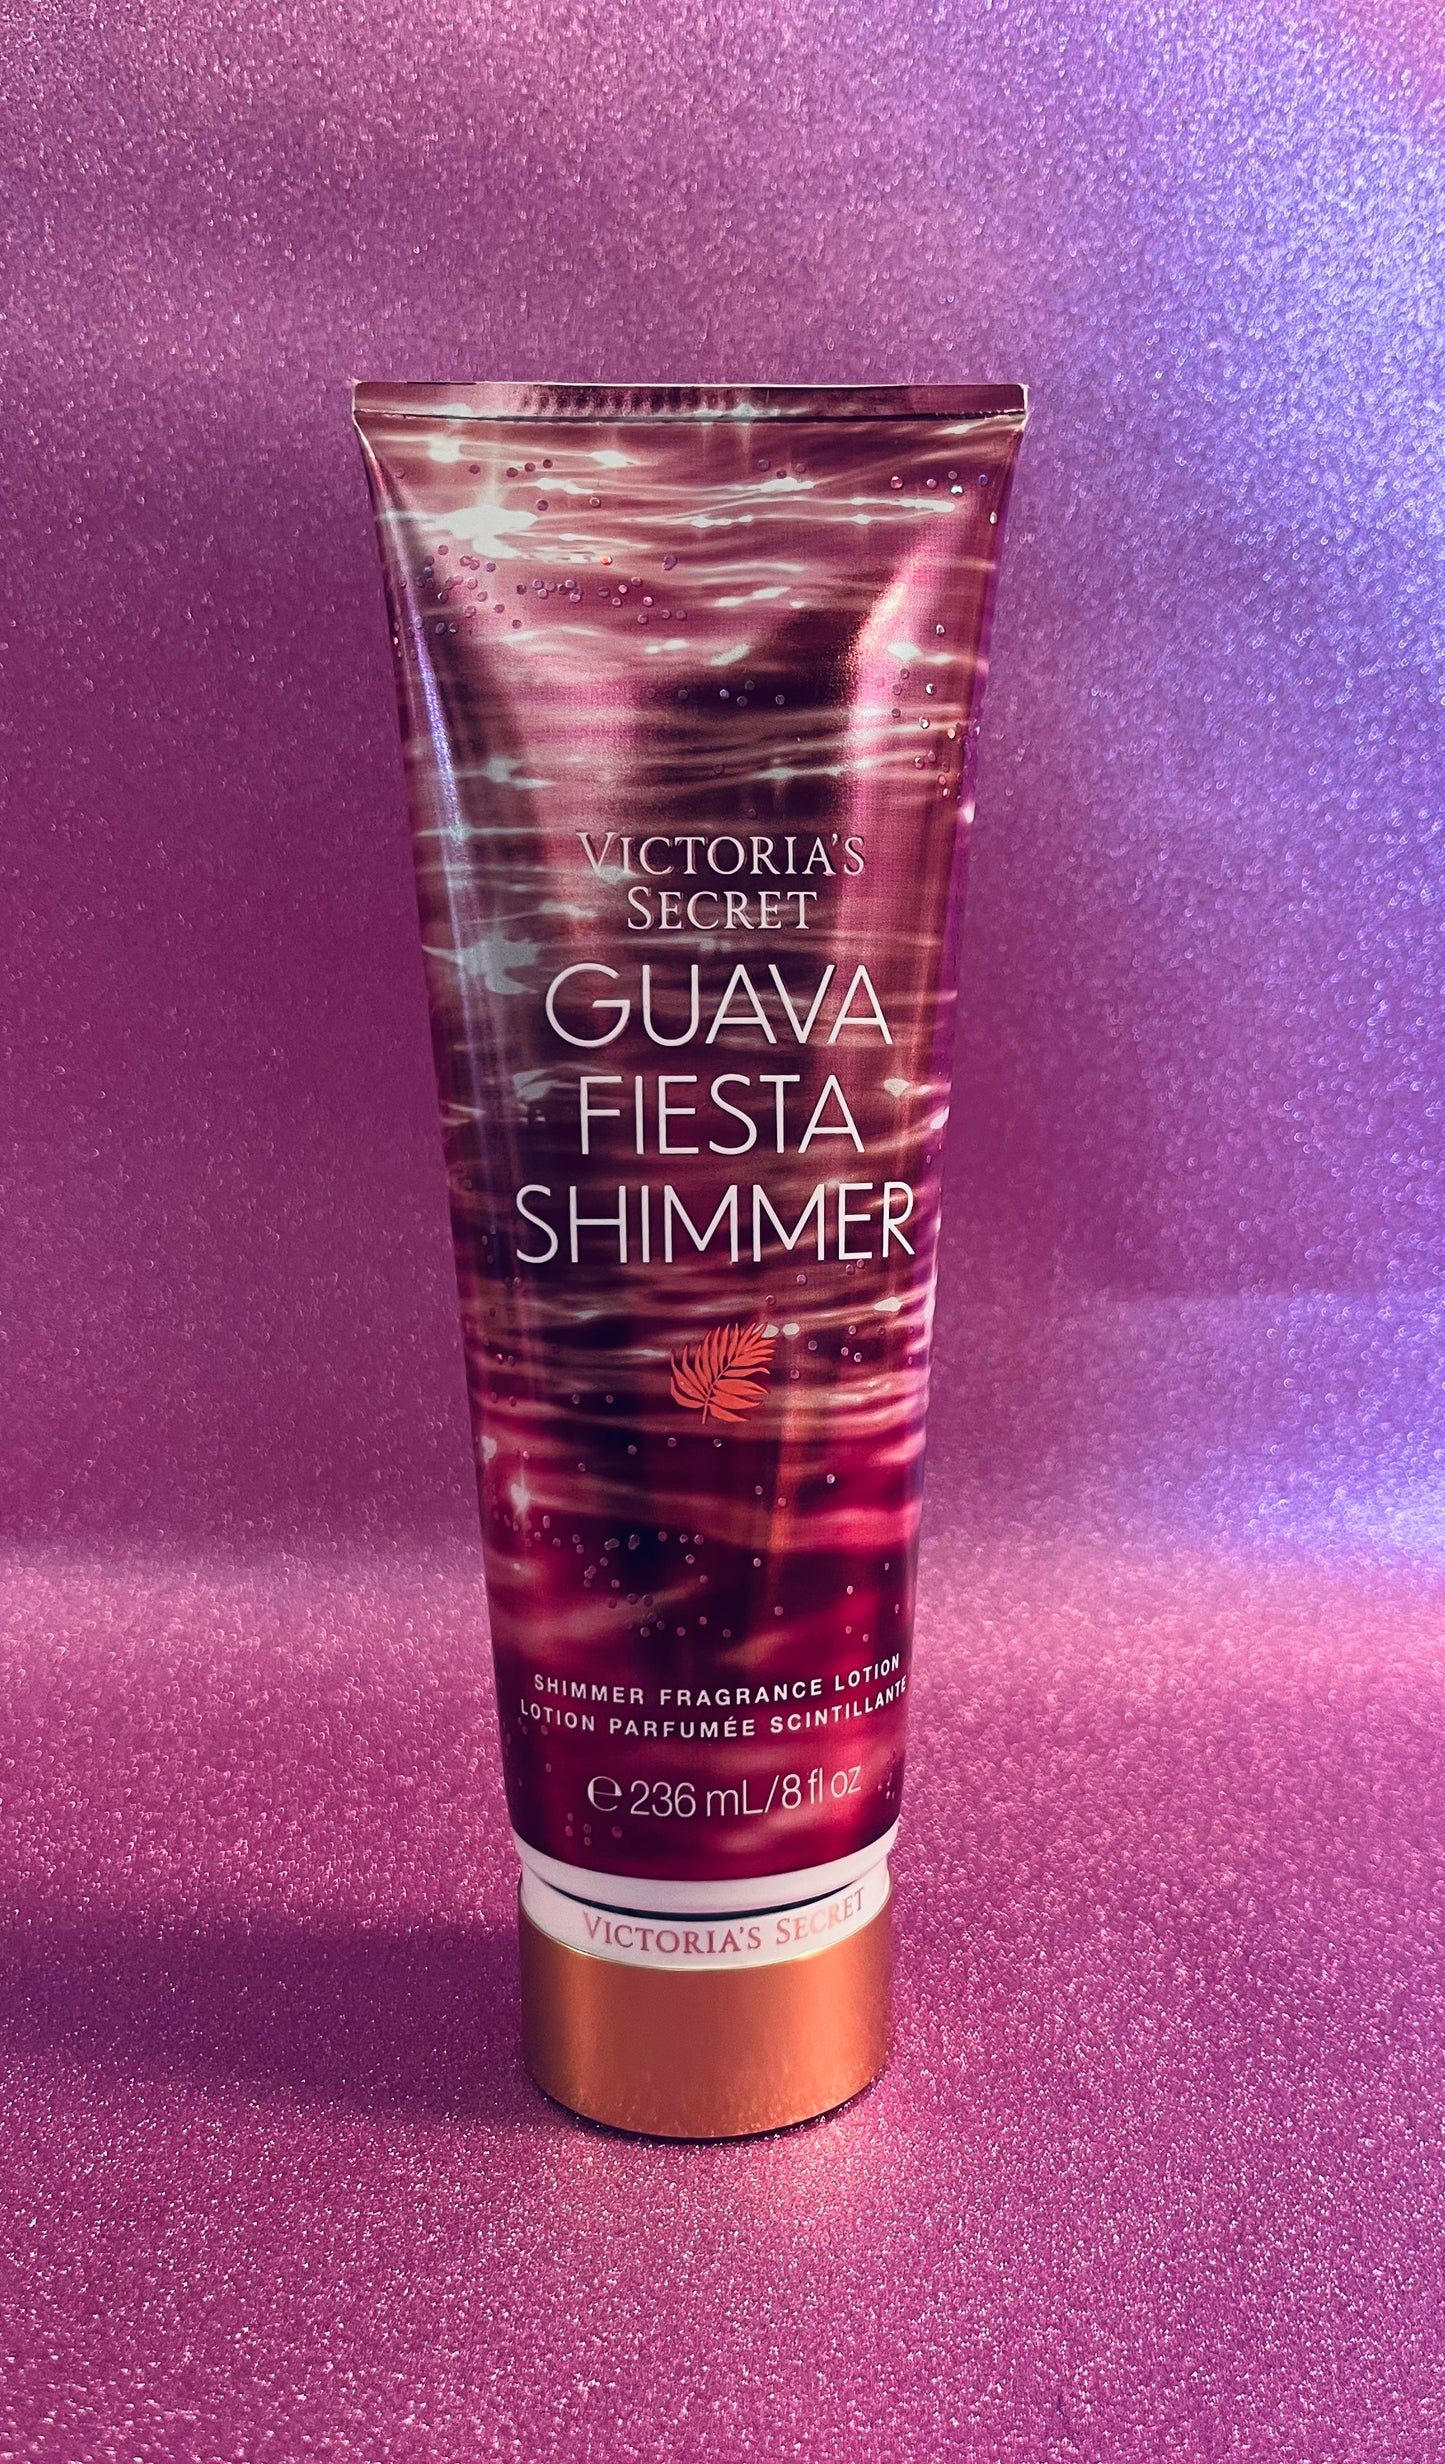 VICTORIA'S
SECRET
GUAVA
FIESTA
SHIMMER
SHIMMER FRAGRANCE LOTION
LOTION PARFUMÉE SCINTILLANTE
℮ 236 mL/8 fl oz
VICTORIA'S SECRET